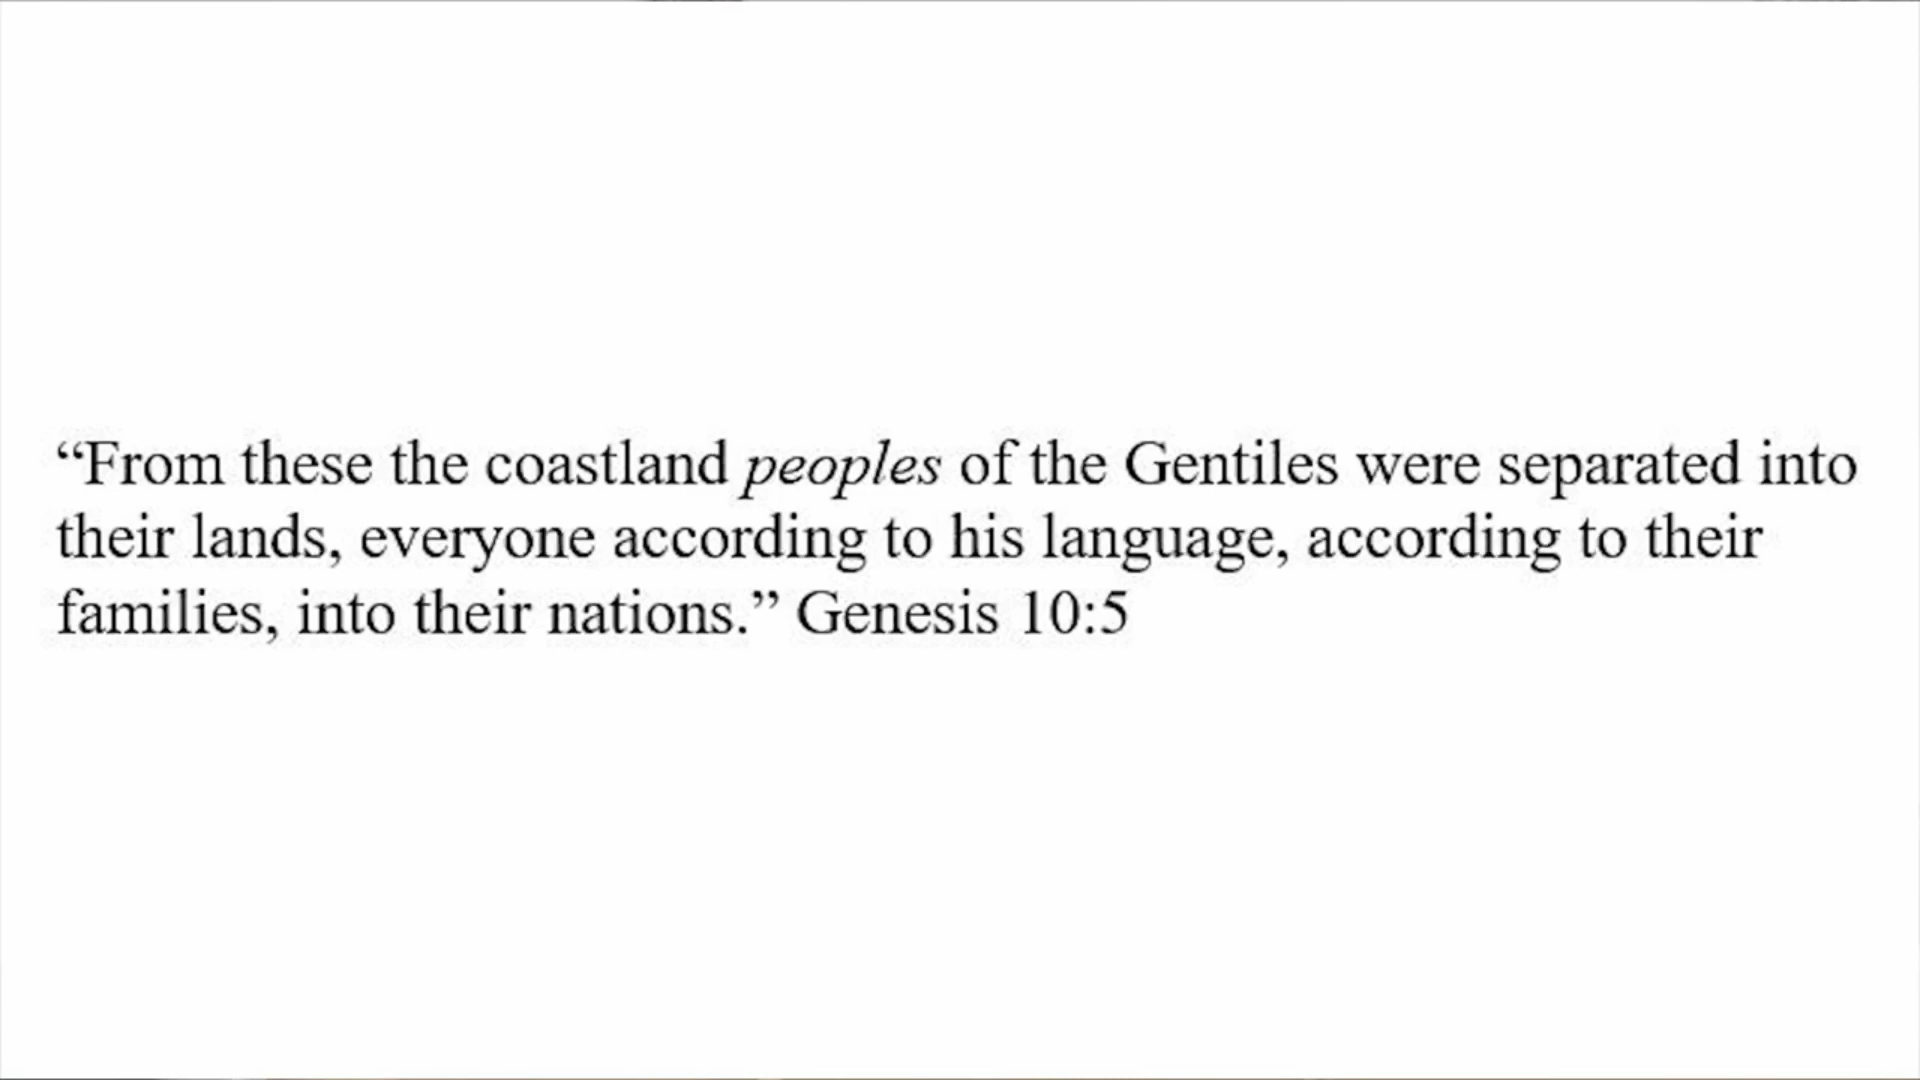 “From these the coastland peoples of the Gentiles were separated into
their lands, everyone according to his language, according to their
families, into their nations.” Genesis 10:5